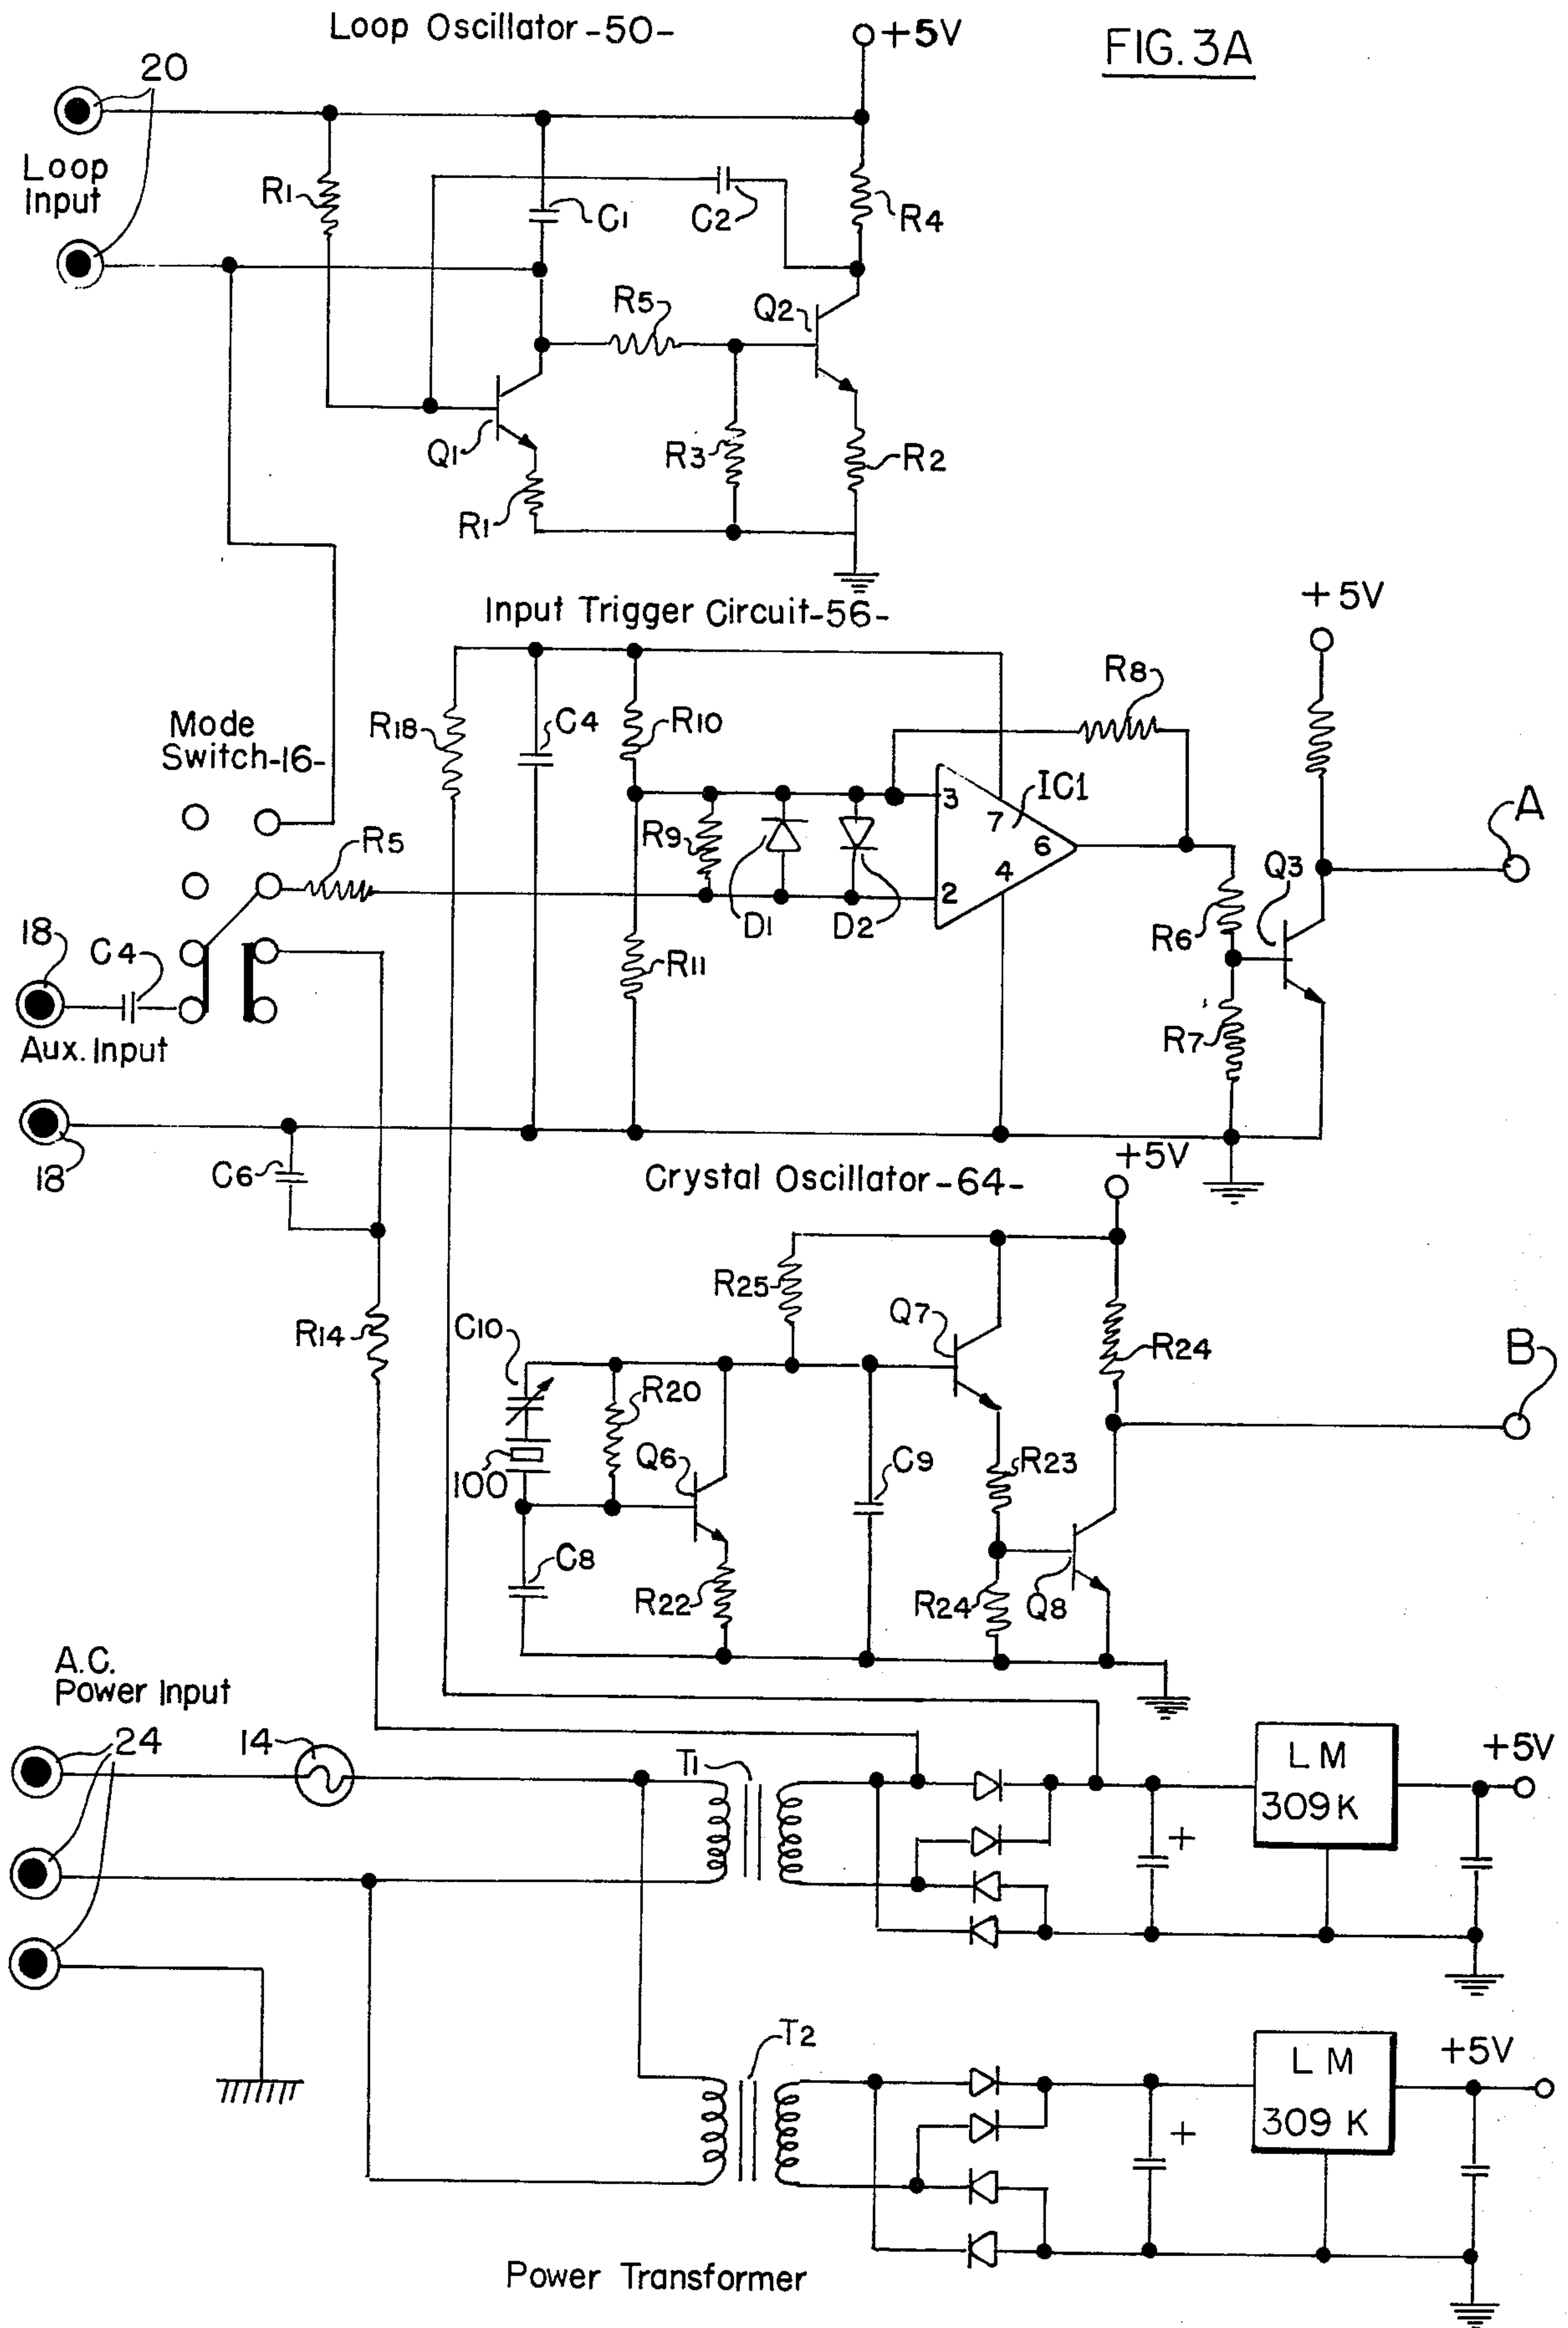 Loop Oscillator -50-
+5V
FIG. 3A
20
Loop
Input
R1
C1
C2
R4
R5
Q2
Q1
R3
R2
R1
Input Trigger Circuit-56-
+5V
Mode
Switch-16-
R18
C4
R10
R8
IC1
3
7
6
4
2
A
R5
R9
D1
D2
Q3
R6
18
C4
R11
R7
Aux. Input
18
C6
Crystal Oscillator-64-
+5V
R25
Q7
R14
C10
R24
B
R20
Q6
C9
R23
100
C8
R22
R24
Q8
A.C.
Power Input
24
14
T1
LM
309K
+5V
+
T2
LM
309 K
+5V
+
Power Transformer